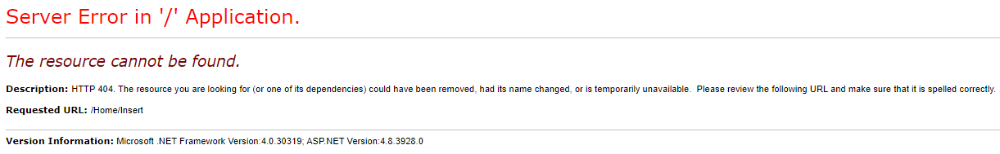 Server Error in '/' Application.
The resource cannot be found.
Description: HTTP 404. The resource you are looking for (or one of its dependencies) could have been removed, had its name changed, or is temporarily unavailable.  Please review the following URL and make sure that it is spelled correctly.
Requested URL: /Home/Insert
Version Information: Microsoft .NET Framework Version:4.0.30319; ASP.NET Version:4.8.3928.0